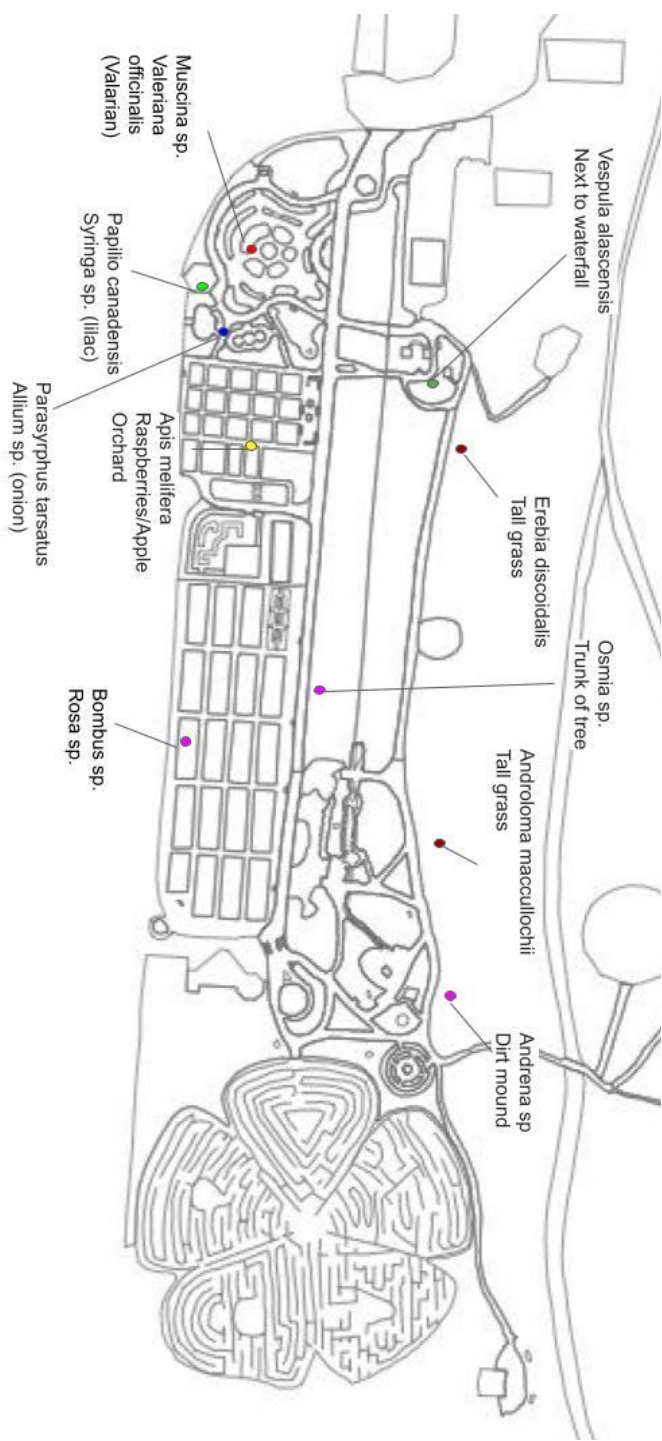 Vespula alascensis
Next to waterfall
Erebia discoidalis
Tall grass
Osmia sp.
Trunk of tree
Androloma maccullochii
Tall grass
Andrena sp
Dirt mound
Muscina sp.
Valeriana
officinalis
(Valarian)
Papilio canadensis
Syringa sp. (lilac)
Parasyrphus tarsatus
Allium sp. (onion)
Apis melifera
Raspberries/Apple
Orchard
Bombus sp.
Rosa sp.